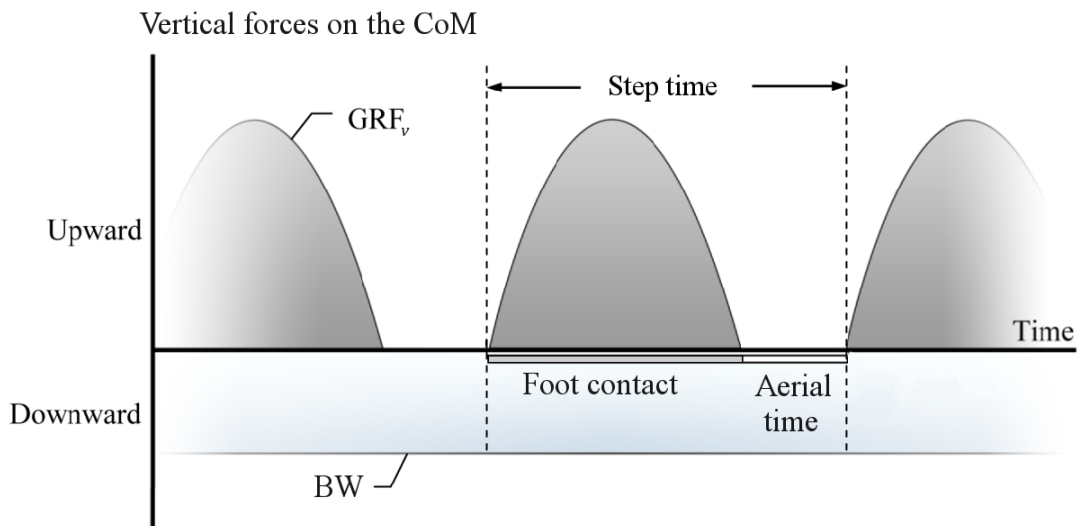 Vertical forces on the CoM
Step time
GRFv
Upward
Time
Foot contact
Aerial
time
Downward
BW